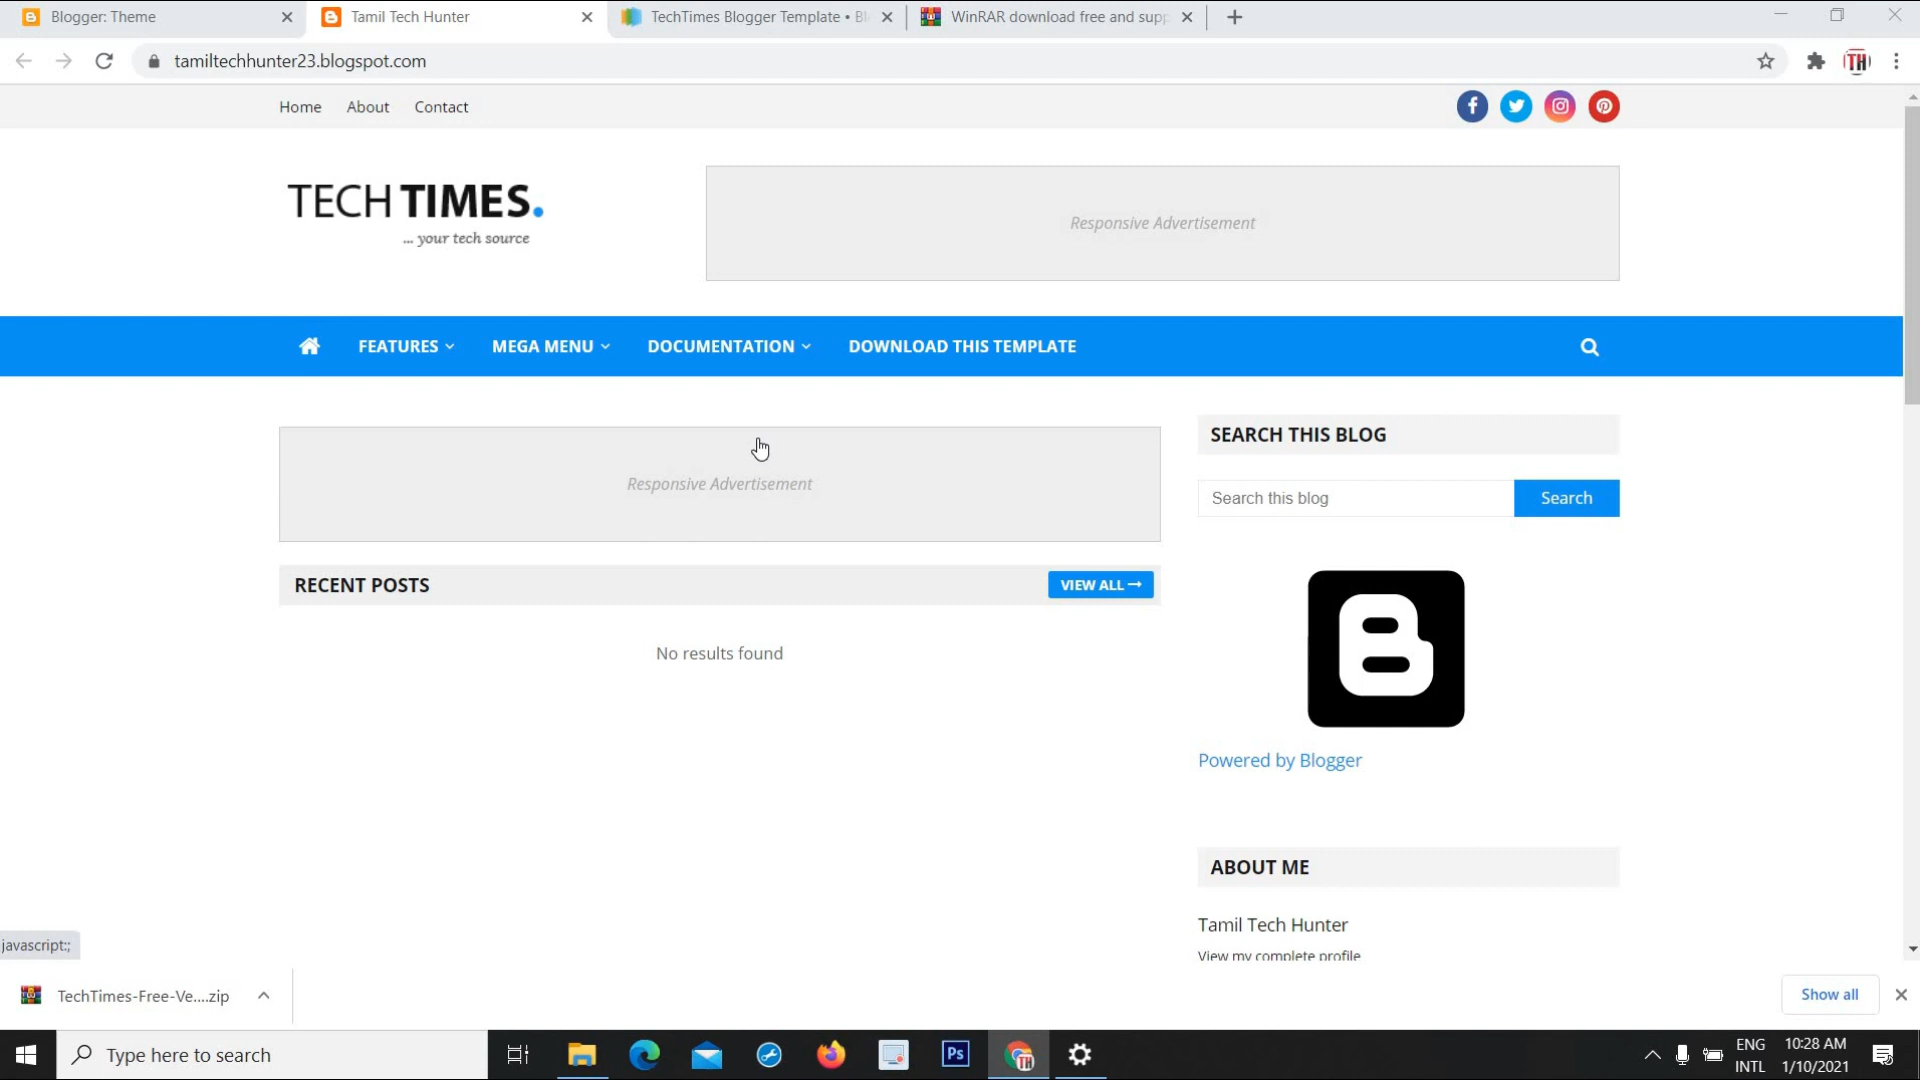 Blogger: Theme
Tamil Tech Hunter
TechTimes Blogger Template • Bl
WinRAR download free and supp
tamiltechhunter23.blogspot.com
TH
Home About Contact
TECH TIMES.
... your tech source
Responsive Advertisement
FEATURES MEGA MENU DOCUMENTATION DOWNLOAD THIS TEMPLATE
Responsive Advertisement
SEARCH THIS BLOG
Search this blog Search
RECENT POSTS VIEW ALL
No results found
Powered by Blogger
ABOUT ME
Tamil Tech Hunter
View my complete profile
javascript:;
TechTimes-Free-Ve....zip
Show all
Type here to search
Ps
TH
ENG
INTL
10:28 AM
1/10/2021